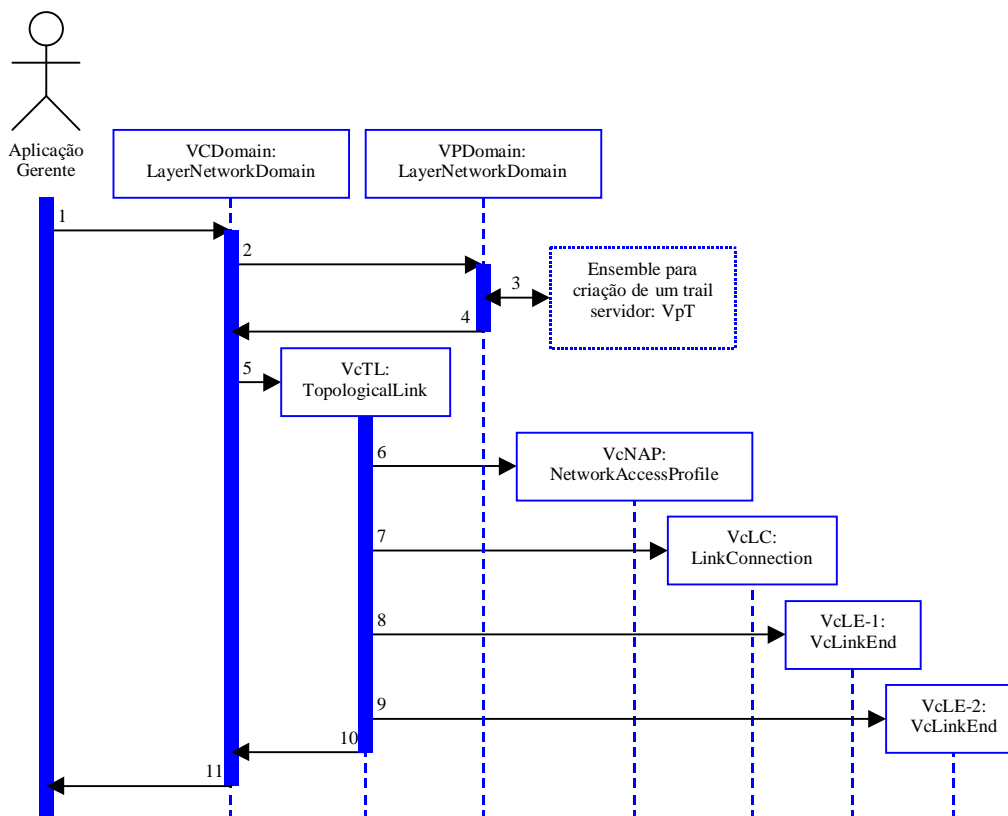 Aplicação
Gerente
VCDomain:
LayerNetworkDomain
VPDomain:
LayerNetworkDomain
1
2
3
Ensemble para
criação de um trail
servidor: VpT
4
5
VcTL:
TopologicalLink
6
VcNAP:
NetworkAccessProfile
7
VcLC:
LinkConnection
8
VcLE-1:
VcLinkEnd
9
VcLE-2:
VcLinkEnd
10
11